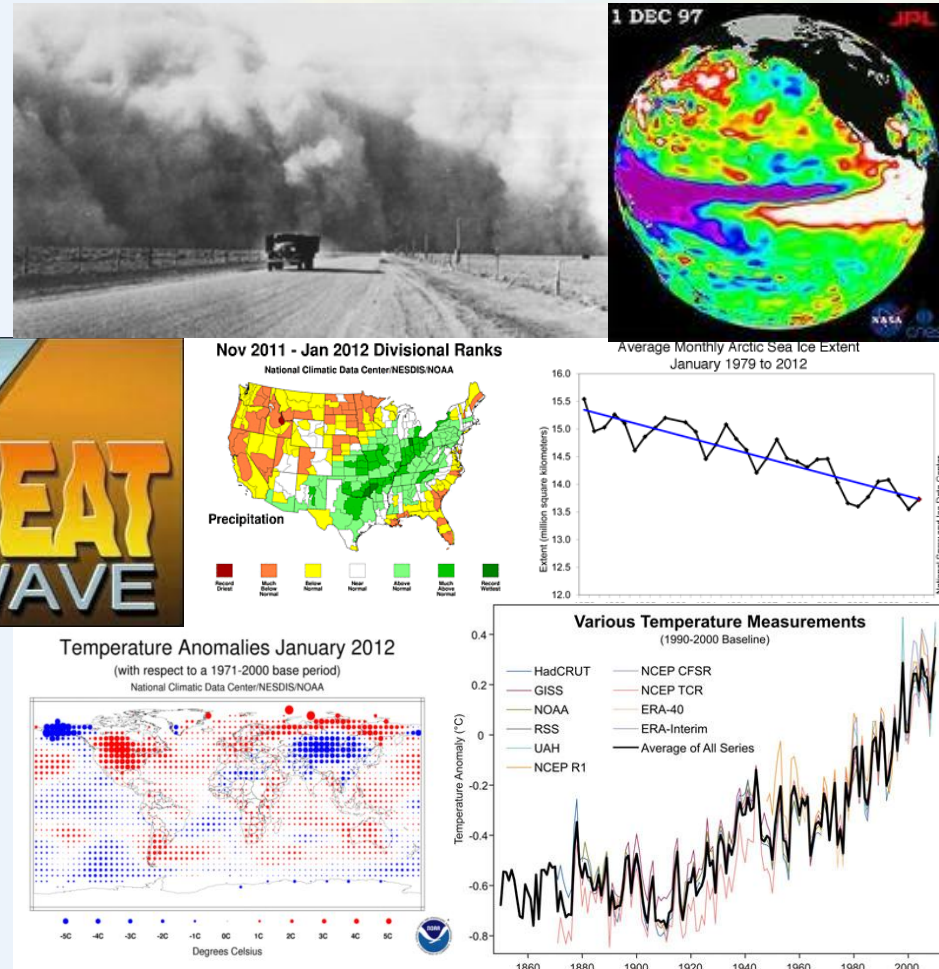 1 DEC 97
JPL
NASA
cnes
EAT
WAVE
Nov 2011 - Jan 2012 Divisional Ranks
National Climatic Data Center/NESDIS/NOAA
Precipitation
Record
Driest
Much
Below
Normal
Below
Normal
Near
Normal
Above
Normal
Much
Above
Normal
Record
Wettest
Average Monthly Arctic Sea Ice Extent
January 1979 to 2012
Extent (million square kilometers)
16.0
15.5
15.0
14.5
14.0
13.5
13.0
12.5
12.0
National Snow and Ice Data Center
Temperature Anomalies January 2012
(with respect to a 1971-2000 base period)
National Climatic Data Center/NESDIS/NOAA
-5C -4C -3C -2C -1C 0C 1C 2C 3C 4C 5C
Degrees Celsius
NOAA
Various Temperature Measurements
(1990-2000 Baseline)
HadCRUT
GISS
NOAA
RSS
UAH
NCEP R1
NCEP CFSR
NCEP TCR
ERA-40
ERA-Interim
Average of All Series
Temperature Anomaly (°C)
0.4
0.2
0
-0.2
-0.4
-0.6
-0.8
1860 1880 1900 1920 1940 1960 1980 2000